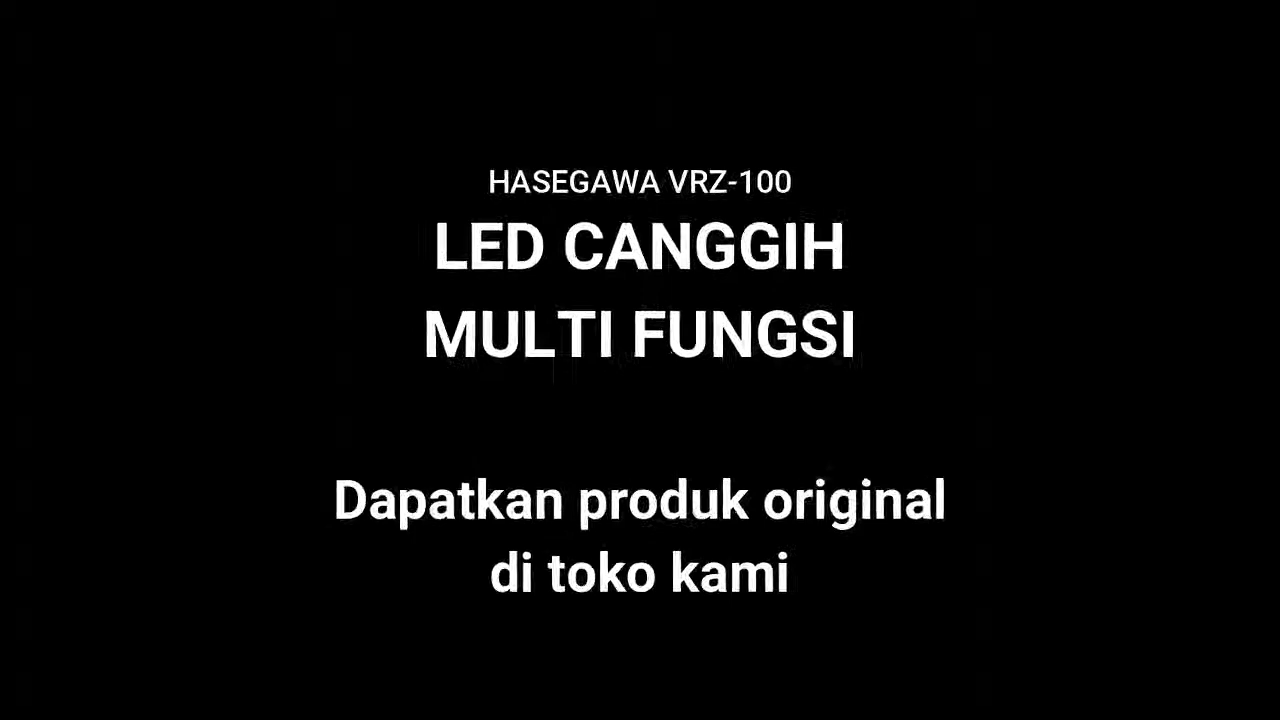 HASEGAWA VRZ-100
LED CANGGIH
MULTI FUNGSI
Dapatkan produk original
di toko kami